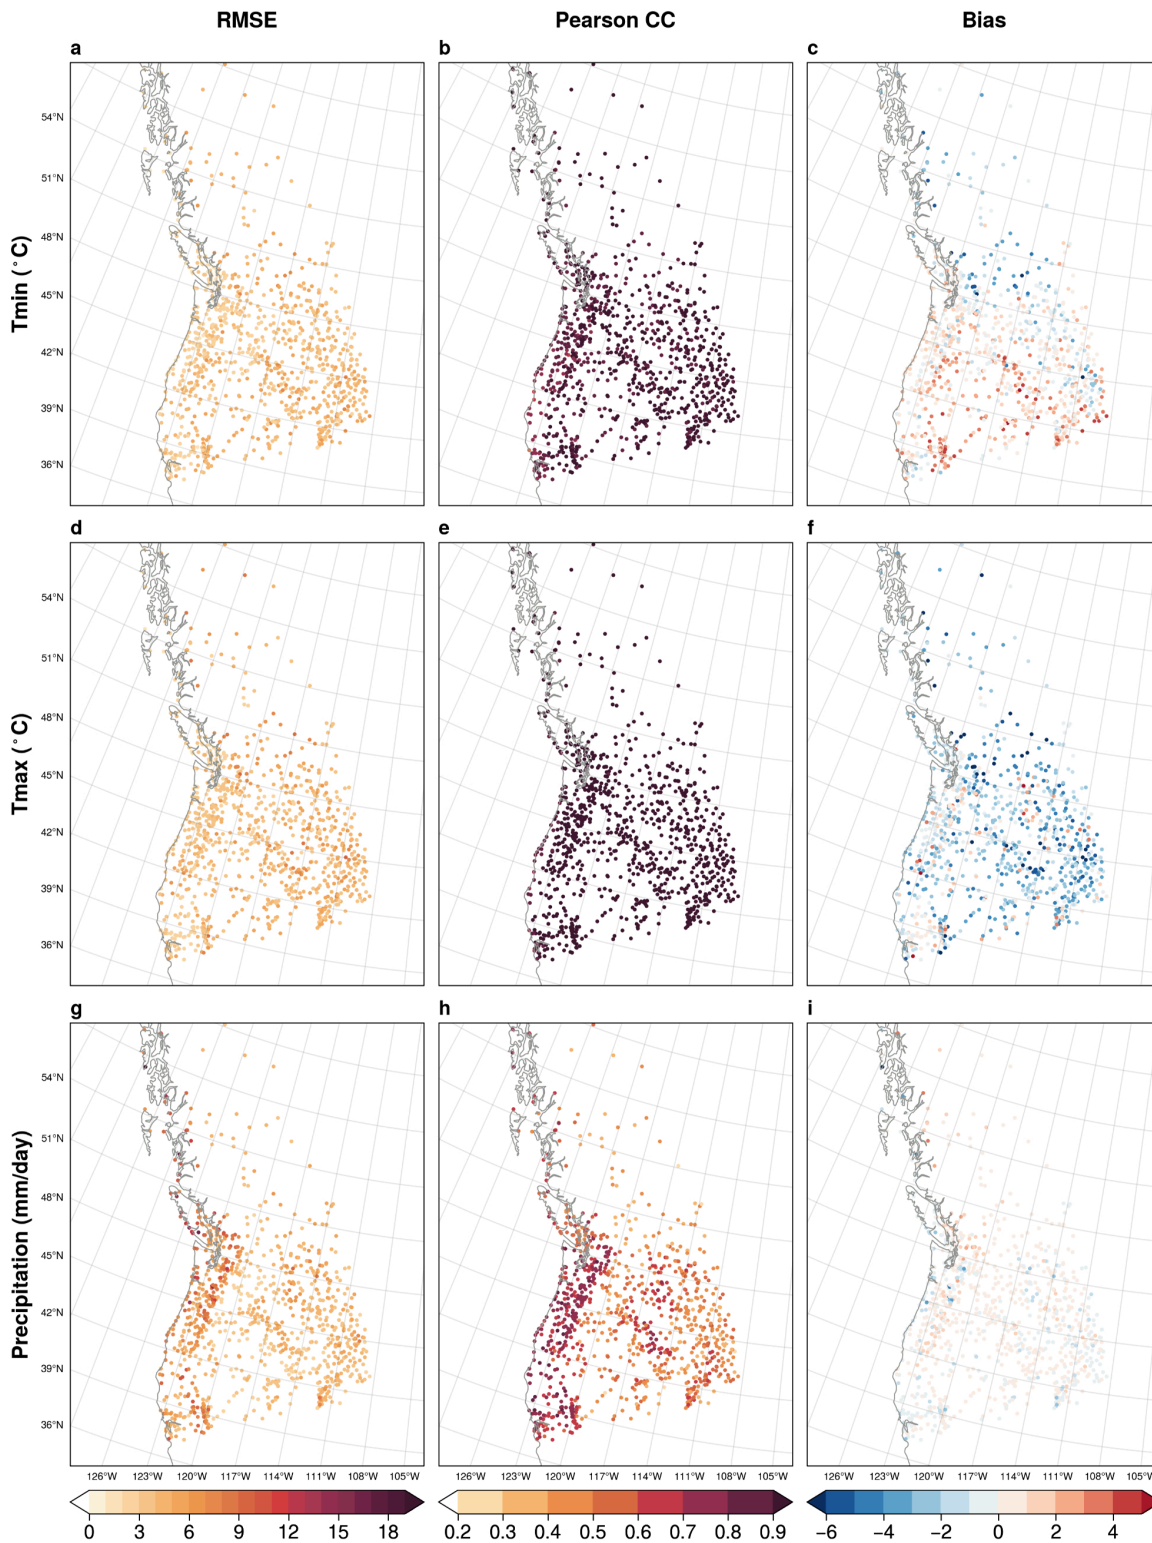 RMSE Pearson CC Bias
a b c
54°N
51°N
48°N
45°N
42°N
39°N
36°N
Tmin (°C)
d e f
54°N
51°N
48°N
45°N
42°N
39°N
36°N
Tmax (°C)
g h i
54°N
51°N
48°N
45°N
42°N
39°N
36°N
Precipitation (mm/day)
126°W 123°W 120°W 117°W 114°W 111°W 108°W 105°W 126°W 123°W 120°W 117°W 114°W 111°W 108°W 105°W 126°W 123°W 120°W 117°W 114°W 111°W 108°W 105°W
0 3 6 9 12 15 18 0.2 0.3 0.4 0.5 0.6 0.7 0.8 0.9 −6 −4 −2 0 2 4